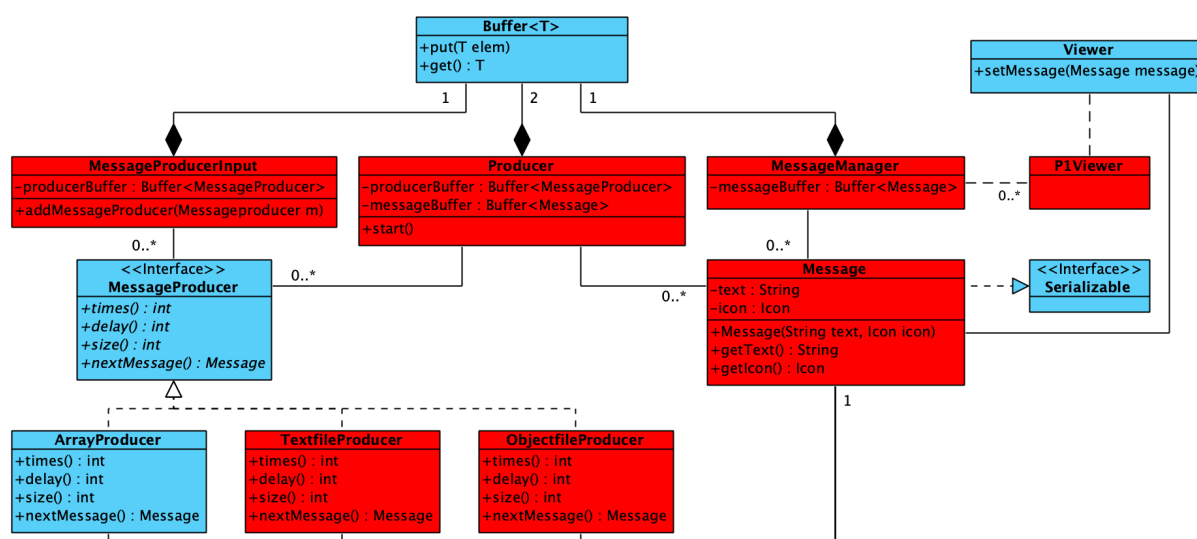 Buffer<T>
+put(T elem)
+get() : T
Viewer
+setMessage(Message message)
1
2
1
MessageProducerInput
-producerBuffer : Buffer<MessageProducer>
+addMessageProducer(Messageproducer m)
Producer
-producerBuffer : Buffer<MessageProducer>
-messageBuffer : Buffer<Message>
+start()
MessageManager
-messageBuffer : Buffer<Message>
P1Viewer
0..*
0..*
0..*
0..*
0..*
<<Interface>>
MessageProducer
+times() : int
+delay() : int
+size() : int
+nextMessage() : Message
Message
-text : String
-icon : Icon
+Message(String text, Icon icon)
+getText() : String
+getIcon() : Icon
<<Interface>>
Serializable
1
ArrayProducer
+times() : int
+delay() : int
+size() : int
+nextMessage() : Message
TextfileProducer
+times() : int
+delay() : int
+size() : int
+nextMessage() : Message
ObjectfileProducer
+times() : int
+delay() : int
+size() : int
+nextMessage() : Message